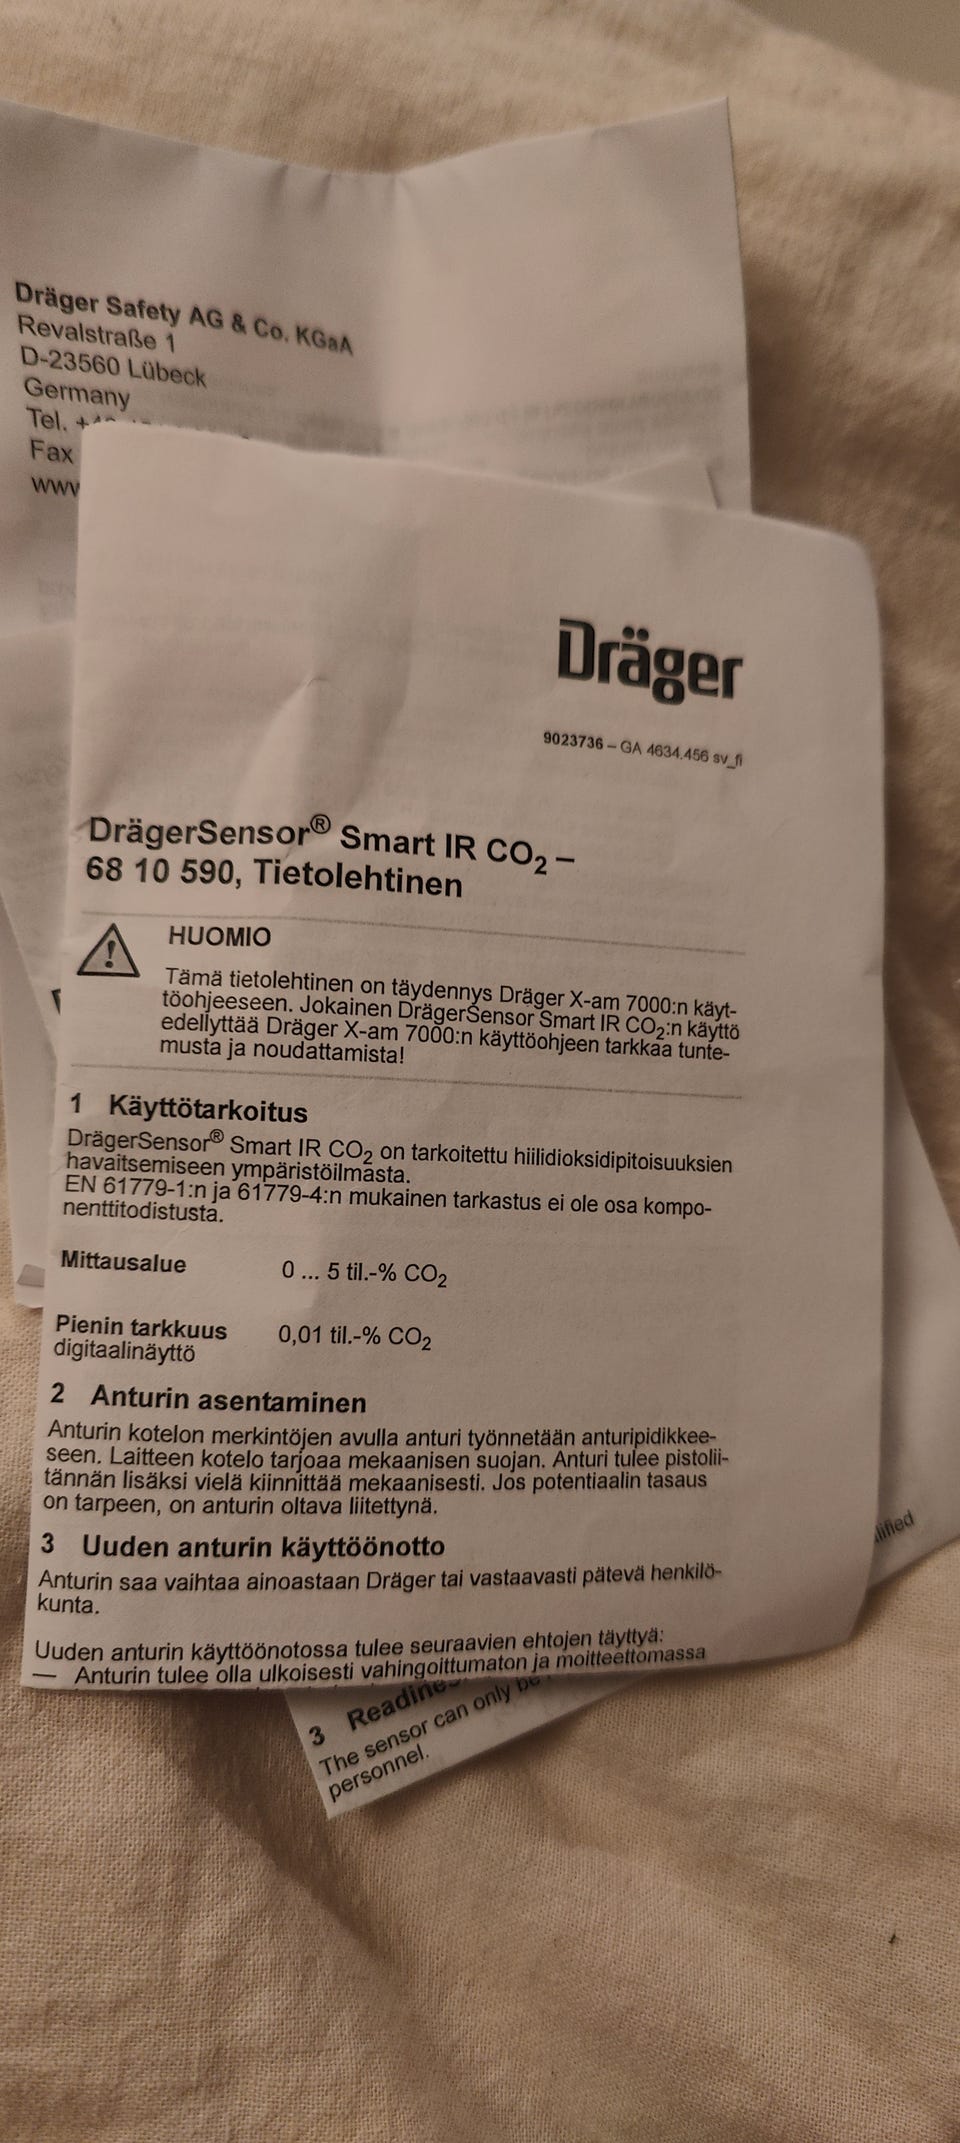 Dräger Safety AG & Co. KGaA
Revalstraße 1
D-23560 Lübeck
Germany
Tel.
Fax
www
Dräger
9023736 – GA 4634.456 sv_fi
DrägerSensor® Smart IR CO₂ –
68 10 590, Tietolehtinen
HUOMIO
Tämä tietolehtinen on täydennys Dräger X-am 7000:n käyt-
töohjeeseen. Jokainen DrägerSensor Smart IR CO₂:n käyttö
edellyttää Dräger X-am 7000:n käyttöohjeen tarkkaa tunte-
musta ja noudattamista!
1 Käyttötarkoitus
DrägerSensor® Smart IR CO₂ on tarkoitettu hiilidioksidipitoisuuksien
havaitsemiseen ympäristöilmasta.
EN 61779-1:n ja 61779-4:n mukainen tarkastus ei ole osa kompo-
nenttitodistusta.
Mittausalue 0 ... 5 til.-% CO₂
Pienin tarkkuus 0,01 til.-% CO₂
digitaalinäyttö
2 Anturin asentaminen
Anturin kotelon merkintöjen avulla anturi työnnetään anturipidikkee-
seen. Laitteen kotelo tarjoaa mekaanisen suojan. Anturi tulee pistolii-
tännän lisäksi vielä kiinnittää mekaanisesti. Jos potentiaalin tasaus
on tarpeen, on anturin oltava liitettynä.
3 Uuden anturin käyttöönotto
Anturin saa vaihtaa ainoastaan Dräger tai vastaavasti pätevä henkilö-
kunta.
Uuden anturin käyttöönotossa tulee seuraavien ehtojen täyttyä:
— Anturin tulee olla ulkoisesti vahingoittumaton ja moitteettomassa
lified
3 Readines
The sensor can only be
personnel.